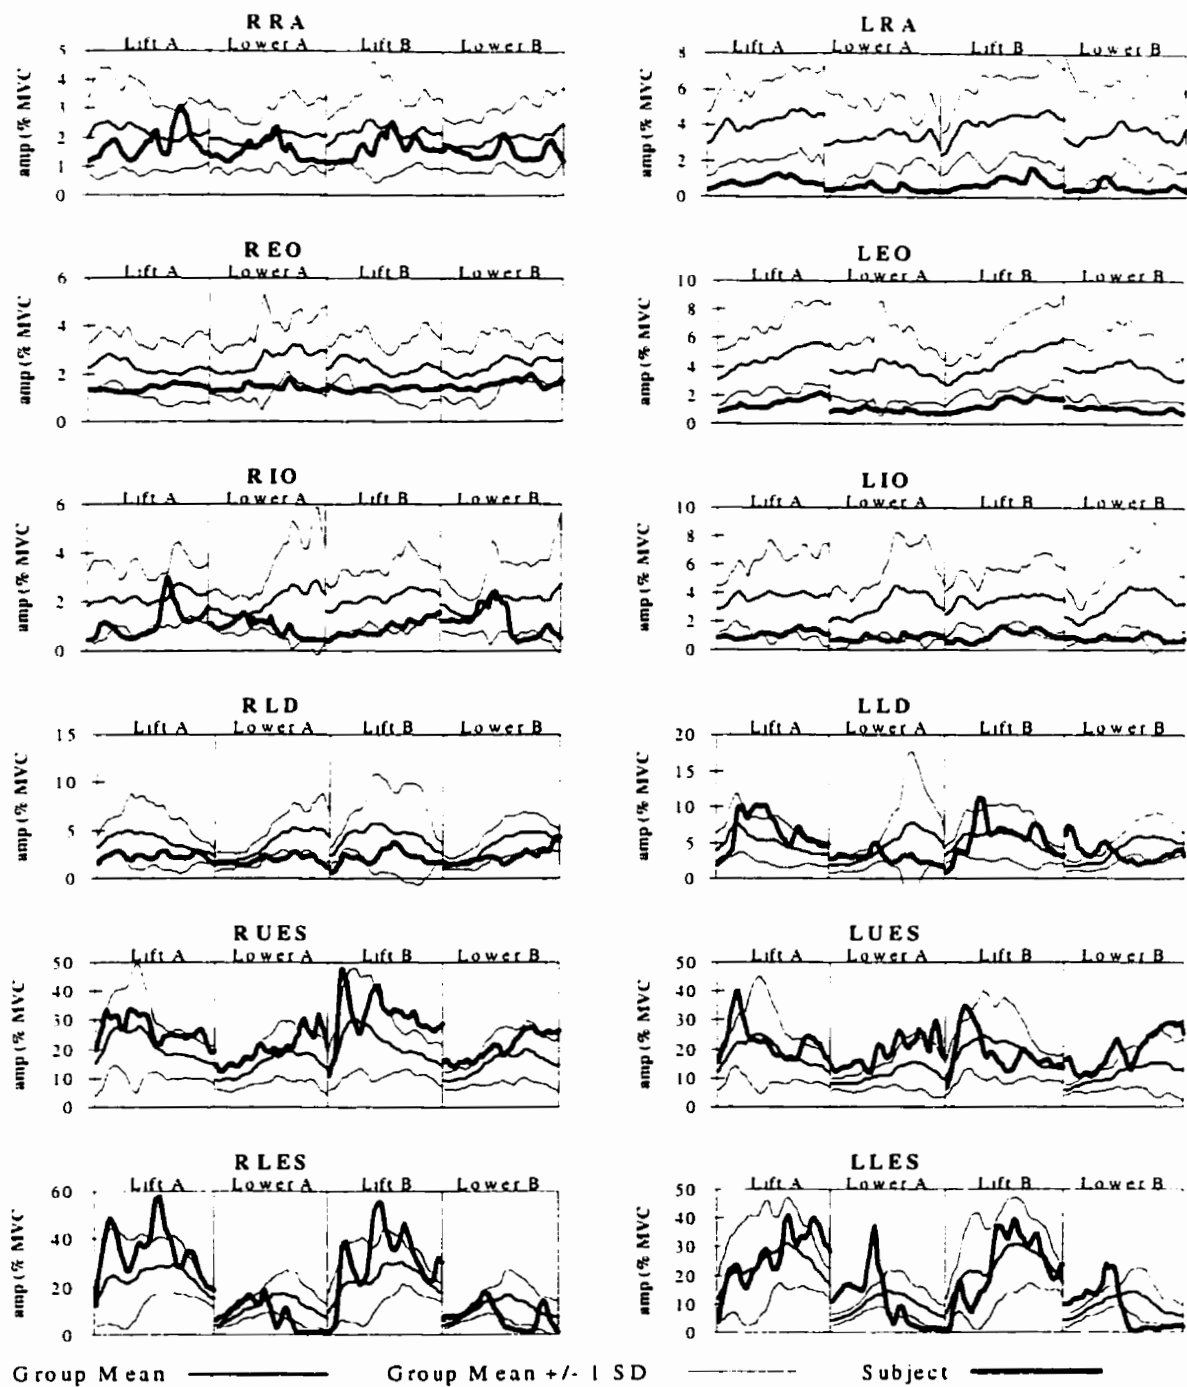 RRA
Lift A Lower A Lift B Lower B
5
4
3
2
1
0
amp (% MVC
LRA
Lift A Lower A Lift B Lower B
8
6
4
2
0
amp (% MVC
REO
Lift A Lower A Lift B Lower B
6
4
2
0
amp (% MVC
LEO
Lift A Lower A Lift B Lower B
10
8
6
4
2
0
amp (% MVC
RIO
Lift A Lower A Lift B Lower B
6
4
2
0
amp (% MVC
LIO
Lift A Lower A Lift B Lower B
10
8
6
4
2
0
amp (% MVC
RLD
Lift A Lower A Lift B Lower B
15
10
5
0
amp (% MVC
LLD
Lift A Lower A Lift B Lower B
20
15
10
5
0
amp (% MVC
RUES
Lift A Lower A Lift B Lower B
50
40
30
20
10
0
amp (% MVC
LUES
Lift A Lower A Lift B Lower B
50
40
30
20
10
0
amp (% MVC
RLES
Lift A Lower A Lift B Lower B
60
40
20
0
amp (% MVC
LLES
Lift A Lower A Lift B Lower B
50
40
30
20
10
0
amp (% MVC
Group Mean Group Mean +/- 1 SD Subject